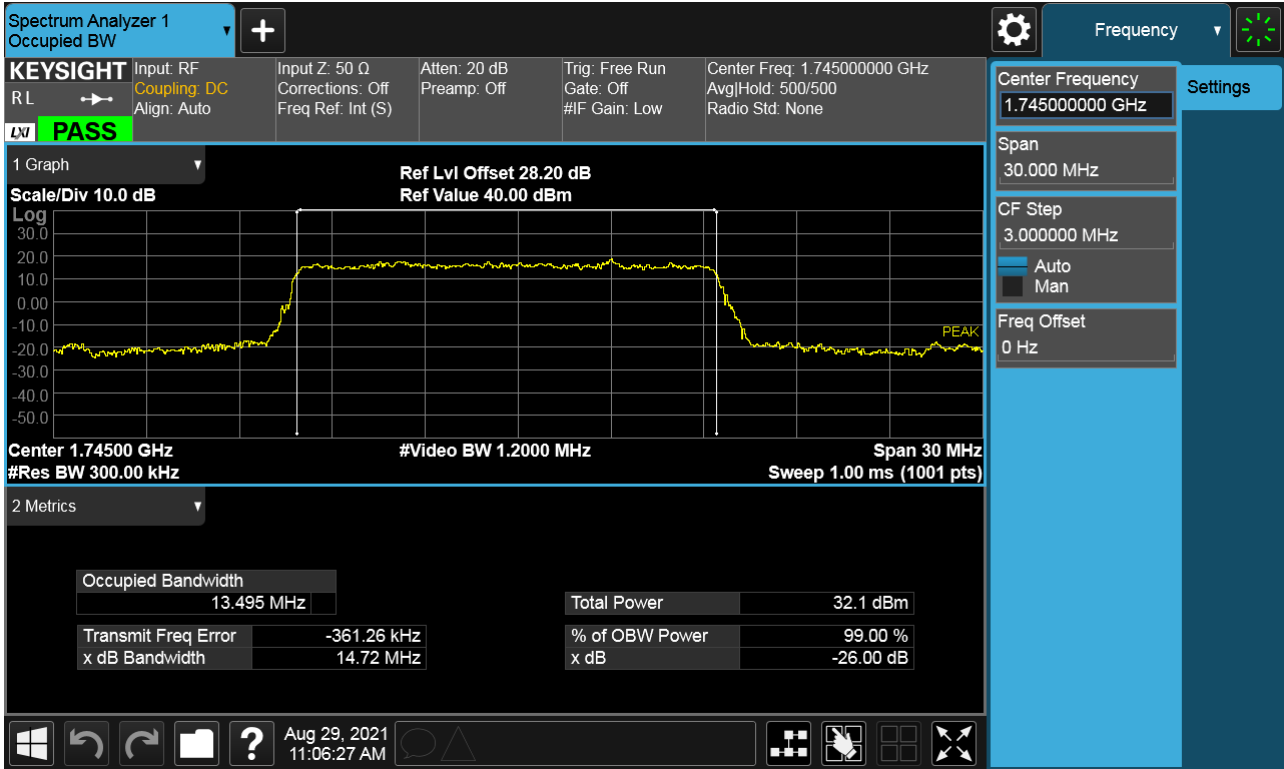 Spectrum Analyzer 1
Occupied BW
▼
+
Frequency
▼
KEYSIGHT
RL
LXI
PASS
Input: RF
Coupling: DC
Align: Auto
Input Z: 50 Ω
Corrections: Off
Freq Ref: Int (S)
Atten: 20 dB
Preamp: Off
Trig: Free Run
Gate: Off
#IF Gain: Low
Center Freq: 1.745000000 GHz
Avg|Hold: 500/500
Radio Std: None
Center Frequency
1.745000000 GHz
Settings
Span
30.000 MHz
CF Step
3.000000 MHz
Auto
Man
Freq Offset
0 Hz
1 Graph ▼
Scale/Div 10.0 dB
Ref Lvl Offset 28.20 dB
Ref Value 40.00 dBm
Log
30.0
20.0
10.0
0.00
-10.0
-20.0
-30.0
-40.0
-50.0
PEAK
Center 1.74500 GHz
#Video BW 1.2000 MHz
Span 30 MHz
#Res BW 300.00 kHz
Sweep 1.00 ms (1001 pts)
2 Metrics ▼
Occupied Bandwidth
13.495 MHz
Total Power 32.1 dBm
Transmit Freq Error -361.26 kHz
% of OBW Power 99.00 %
x dB Bandwidth 14.72 MHz
x dB -26.00 dB
?
Aug 29, 2021
11:06:27 AM